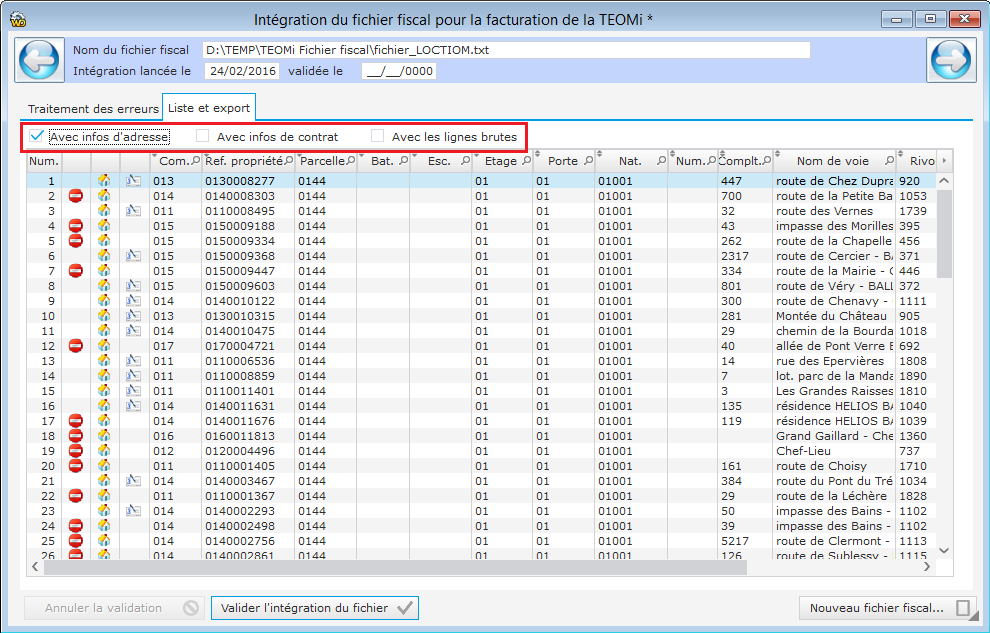 Intégration du fichier fiscal pour la facturation de la TEOMi *
Nom du fichier fiscal D:\TEMP\TEOMi Fichier fiscal\fichier_LOCTIOM.txt
Intégration lancée le 24/02/2016 validée le __/__/0000
Traitement des erreurs Liste et export
Avec infos d'adresse Avec infos de contrat Avec les lignes brutes
Num. Com. Ref. propriété Parcelle Bat. Esc. Etage Porte Nat. Num. Complt. Nom de voie Rivo
1 013 0130008277 0144 01 01 01001 447 route de Chez Dupra 920
2 014 0140008303 0144 01 01 01001 700 route de la Petite Ba 1053
3 011 0110008495 0144 01 01 01001 32 route des Vernes 1739
4 015 0150009188 0144 01 01 01001 43 impasse des Morilles 395
5 015 0150009334 0144 01 01 01001 262 route de la Chapelle 456
6 015 0150009368 0144 01 01 01001 2317 route de Cercier - BA 371
7 015 0150009447 0144 01 01 01001 334 route de la Mairie - C 446
8 015 0150009603 0144 01 01 01001 801 route de Véry - BALL 372
9 014 0140010122 0144 01 01 01001 300 route de Chenavy - 1111
10 013 0130010315 0144 01 01 01001 281 Montée du Château 905
11 014 0140010475 0144 01 01 01001 29 chemin de la Bourda 1018
12 017 0170004721 0144 01 01 01001 40 allée de Pont Verre B 692
13 011 0110006536 0144 01 01 01001 14 rue des Epervières 1808
14 011 0110008859 0144 01 01 01001 7 lot. parc de la Manda 1890
15 011 0110011401 0144 01 01 01001 3 Les Grandes Raisses 1810
16 014 0140011631 0144 01 01 01001 135 résidence HELIOS BA 1040
17 014 0140011676 0144 01 01 01001 119 résidence HELIOS BA 1039
18 016 0160011813 0144 01 01 01001 Grand Gaillard - Che 1360
19 012 0120004496 0144 01 01 01001 Chef-Lieu 737
20 011 0110001405 0144 01 01 01001 161 route de Choisy 1710
21 014 0140003467 0144 01 01 01001 384 route du Pont du Tré 1034
22 011 0110001367 0144 01 01 01001 29 route de la Léchère 1828
23 014 0140002293 0144 01 01 01001 50 impasse des Bains - 1102
24 014 0140002498 0144 01 01 01001 39 impasse des Bains - 1102
25 014 0140002756 0144 01 01 01001 5217 route de Clermont - 1113
26 014 0140002861 0144 01 01 01001 126 route de Sublessy - 1115
Annuler la validation Valider l'intégration du fichier Nouveau fichier fiscal...